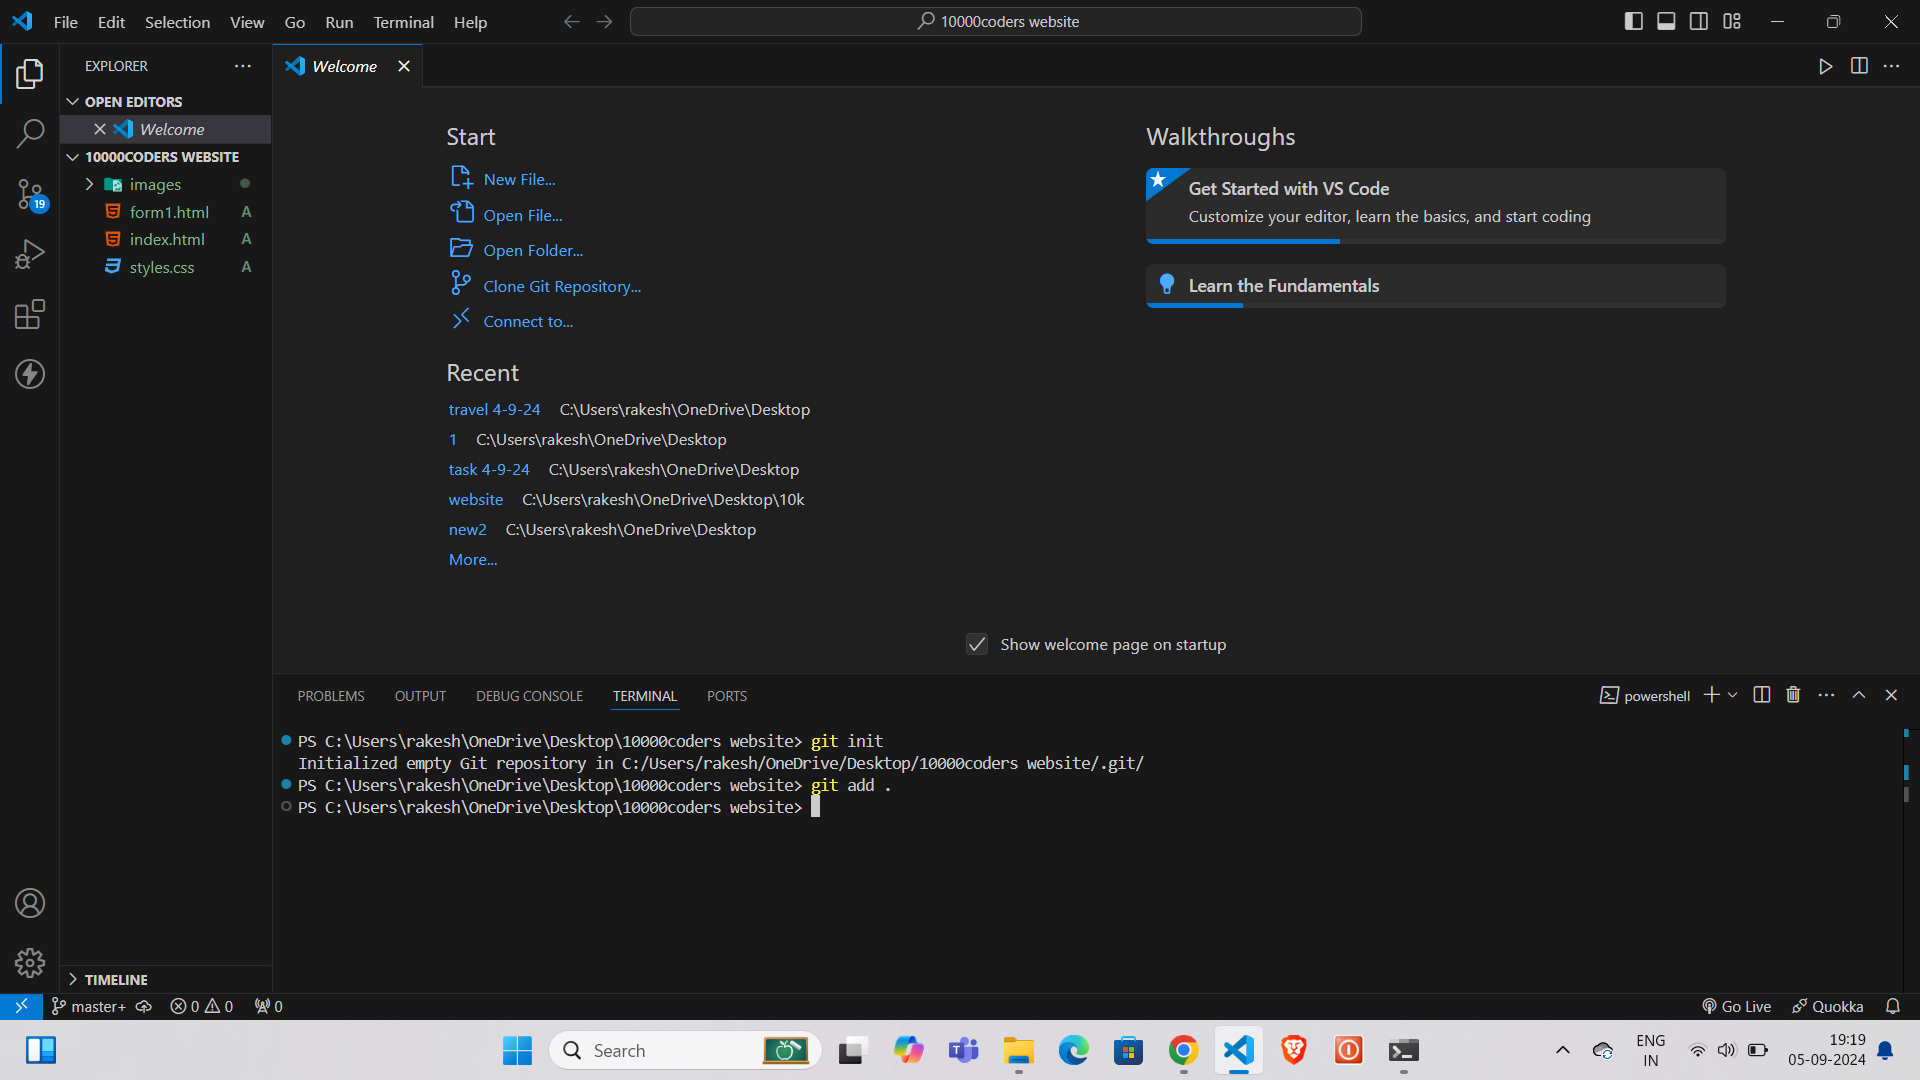 File Edit Selection View Go Run Terminal Help
10000coders website
EXPLORER
OPEN EDITORS
Welcome
10000CODERS WEBSITE
images
form1.html A
index.html A
styles.css A
19
TIMELINE
Welcome
Start
New File...
Open File...
Open Folder...
Clone Git Repository...
Connect to...
Recent
travel 4-9-24 C:\Users\rakesh\OneDrive\Desktop
1 C:\Users\rakesh\OneDrive\Desktop
task 4-9-24 C:\Users\rakesh\OneDrive\Desktop
website C:\Users\rakesh\OneDrive\Desktop\10k
new2 C:\Users\rakesh\OneDrive\Desktop
More...
Walkthroughs
Get Started with VS Code
Customize your editor, learn the basics, and start coding
Learn the Fundamentals
Show welcome page on startup
PROBLEMS OUTPUT DEBUG CONSOLE TERMINAL PORTS
powershell
PS C:\Users\rakesh\OneDrive\Desktop\10000coders website> git init
Initialized empty Git repository in C:/Users/rakesh/OneDrive/Desktop/10000coders website/.git/
PS C:\Users\rakesh\OneDrive\Desktop\10000coders website> git add .
PS C:\Users\rakesh\OneDrive\Desktop\10000coders website>
master+ 0 0 0
Go Live Quokka
Search
ENG
IN
19:19
05-09-2024